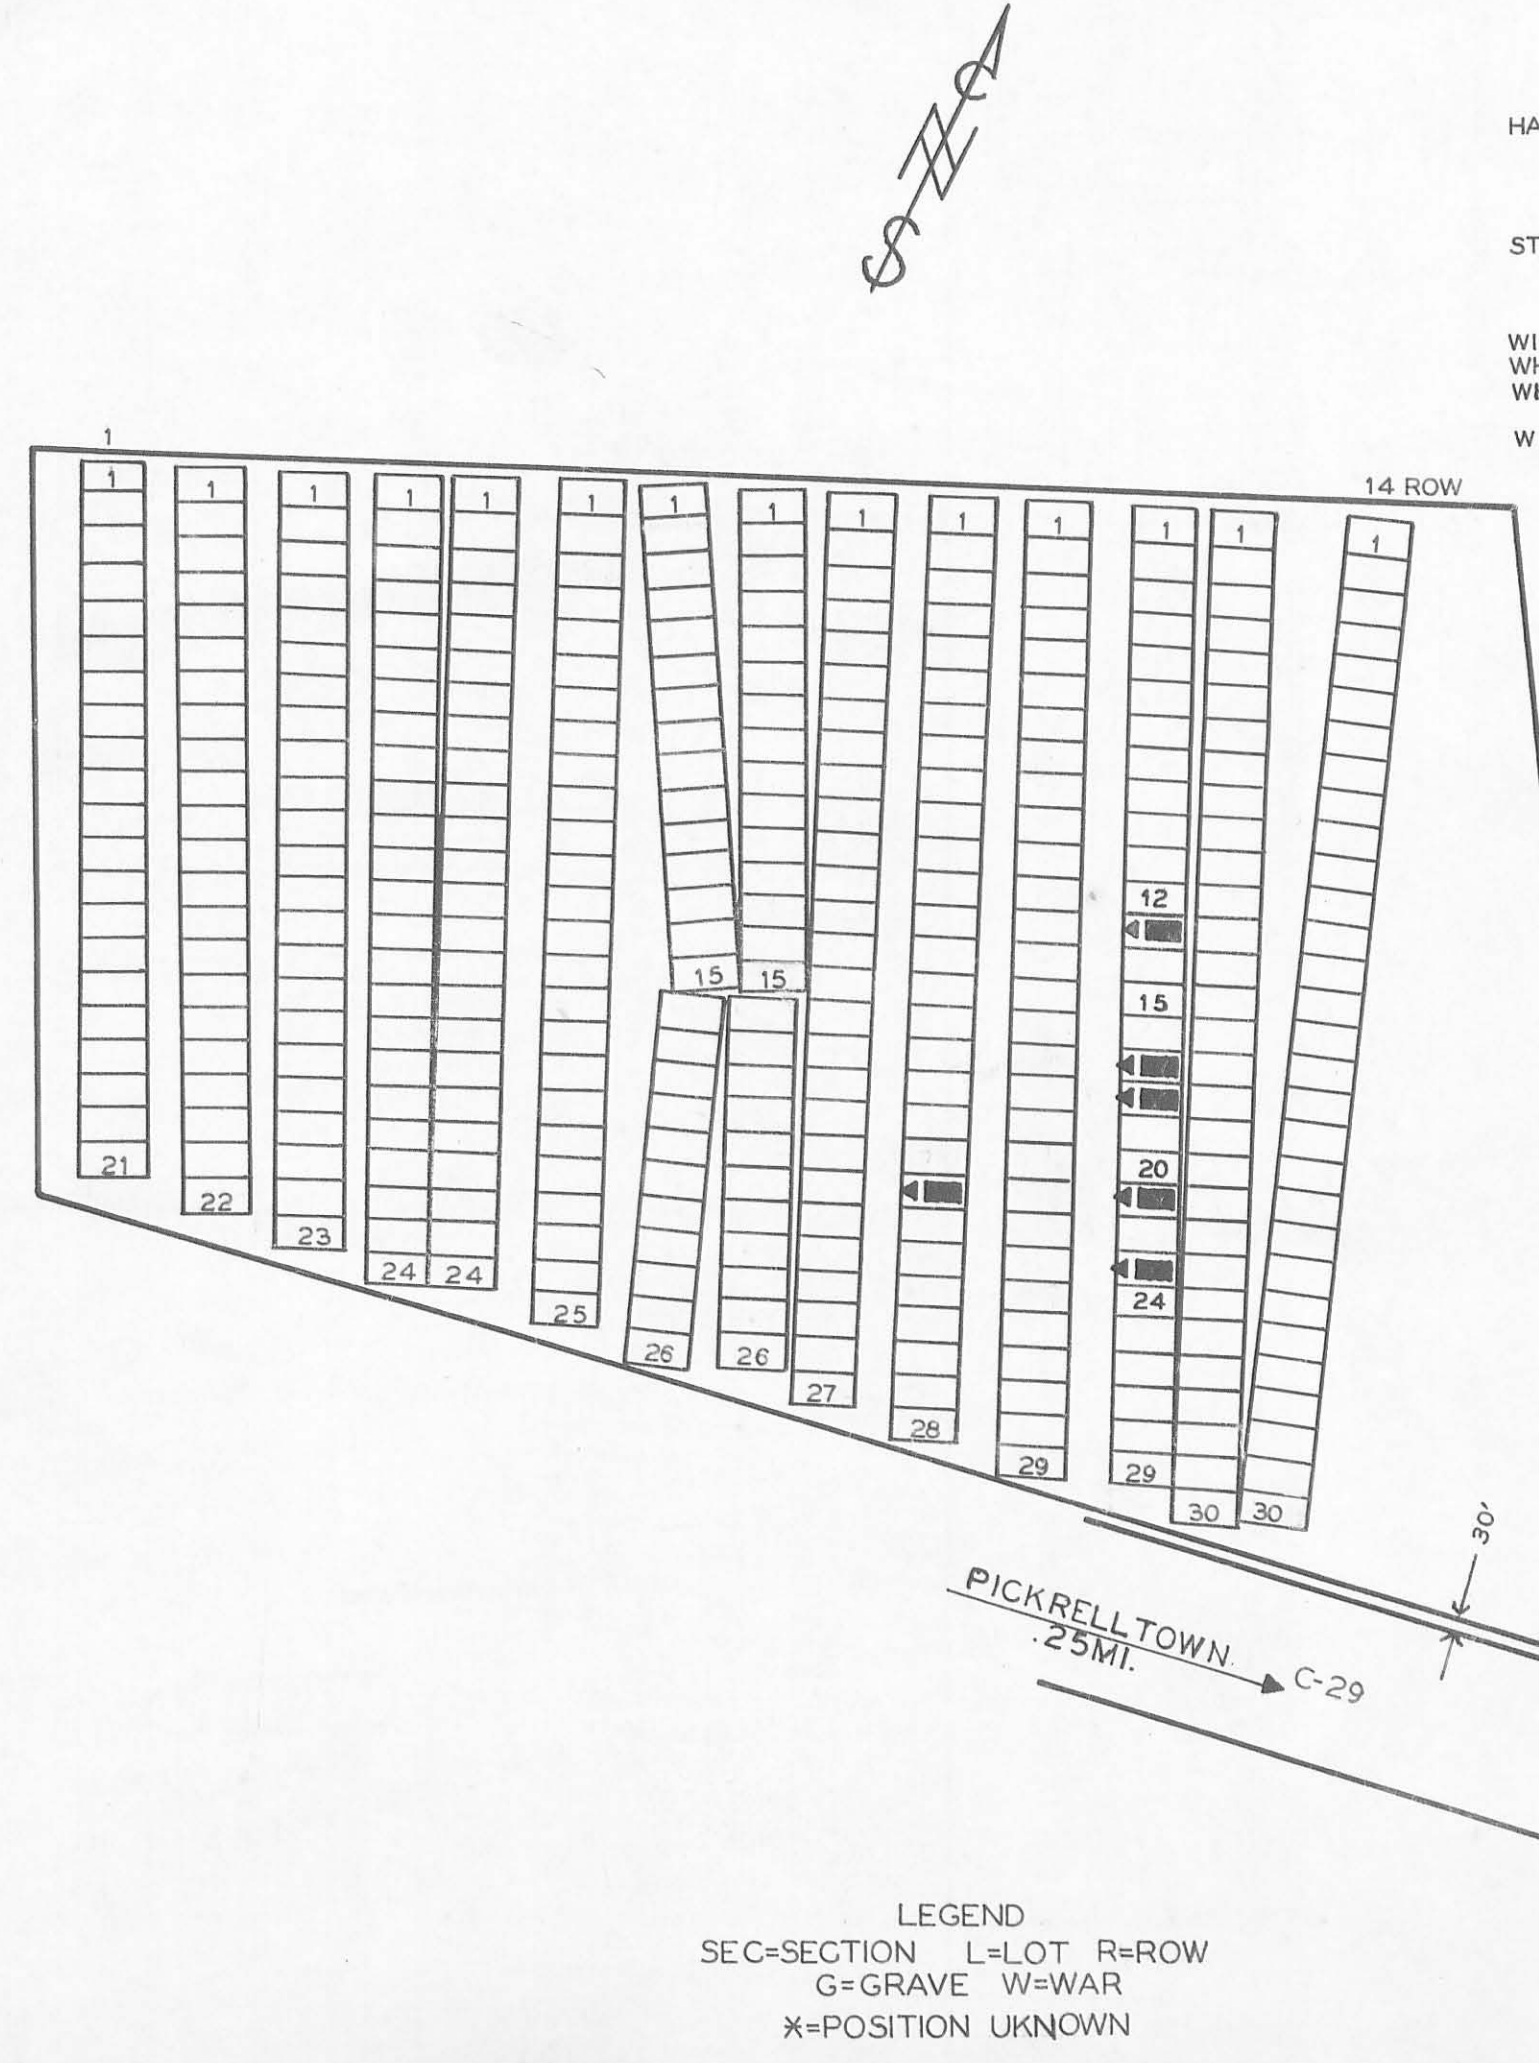 N
S
HA
ST
WI
WH
W
1
14 ROW
1 1 1 1 1 1 1 1 1 1 1 1 1 1
12
15 15 15
20
21 22 23 24 24 25 26 26 27 28 29 24 29 30 30
30'
PICKRELLTOWN
.25MI.
C-29
LEGEND
SEC=SECTION L=LOT R=ROW
G=GRAVE W=WAR
*=POSITION UKNOWN